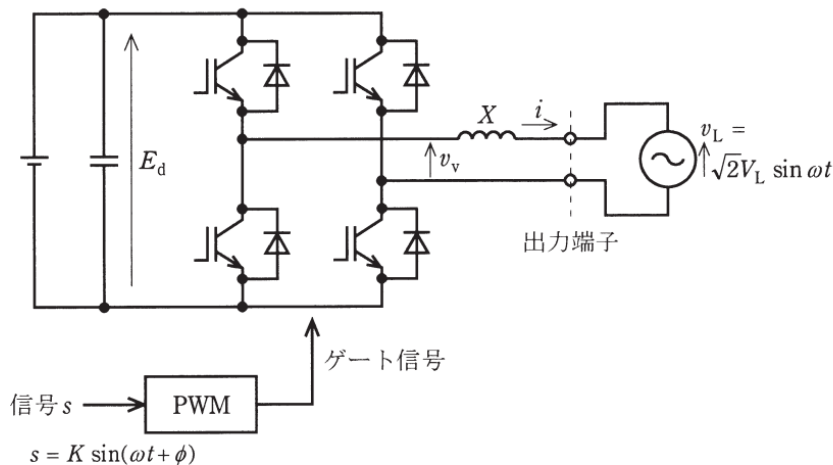 E_d
X
i
v_v
v_L =
√2V_L sin ωt
出力端子
ゲート信号
信号 s
PWM
s = K sin(ωt + ϕ)